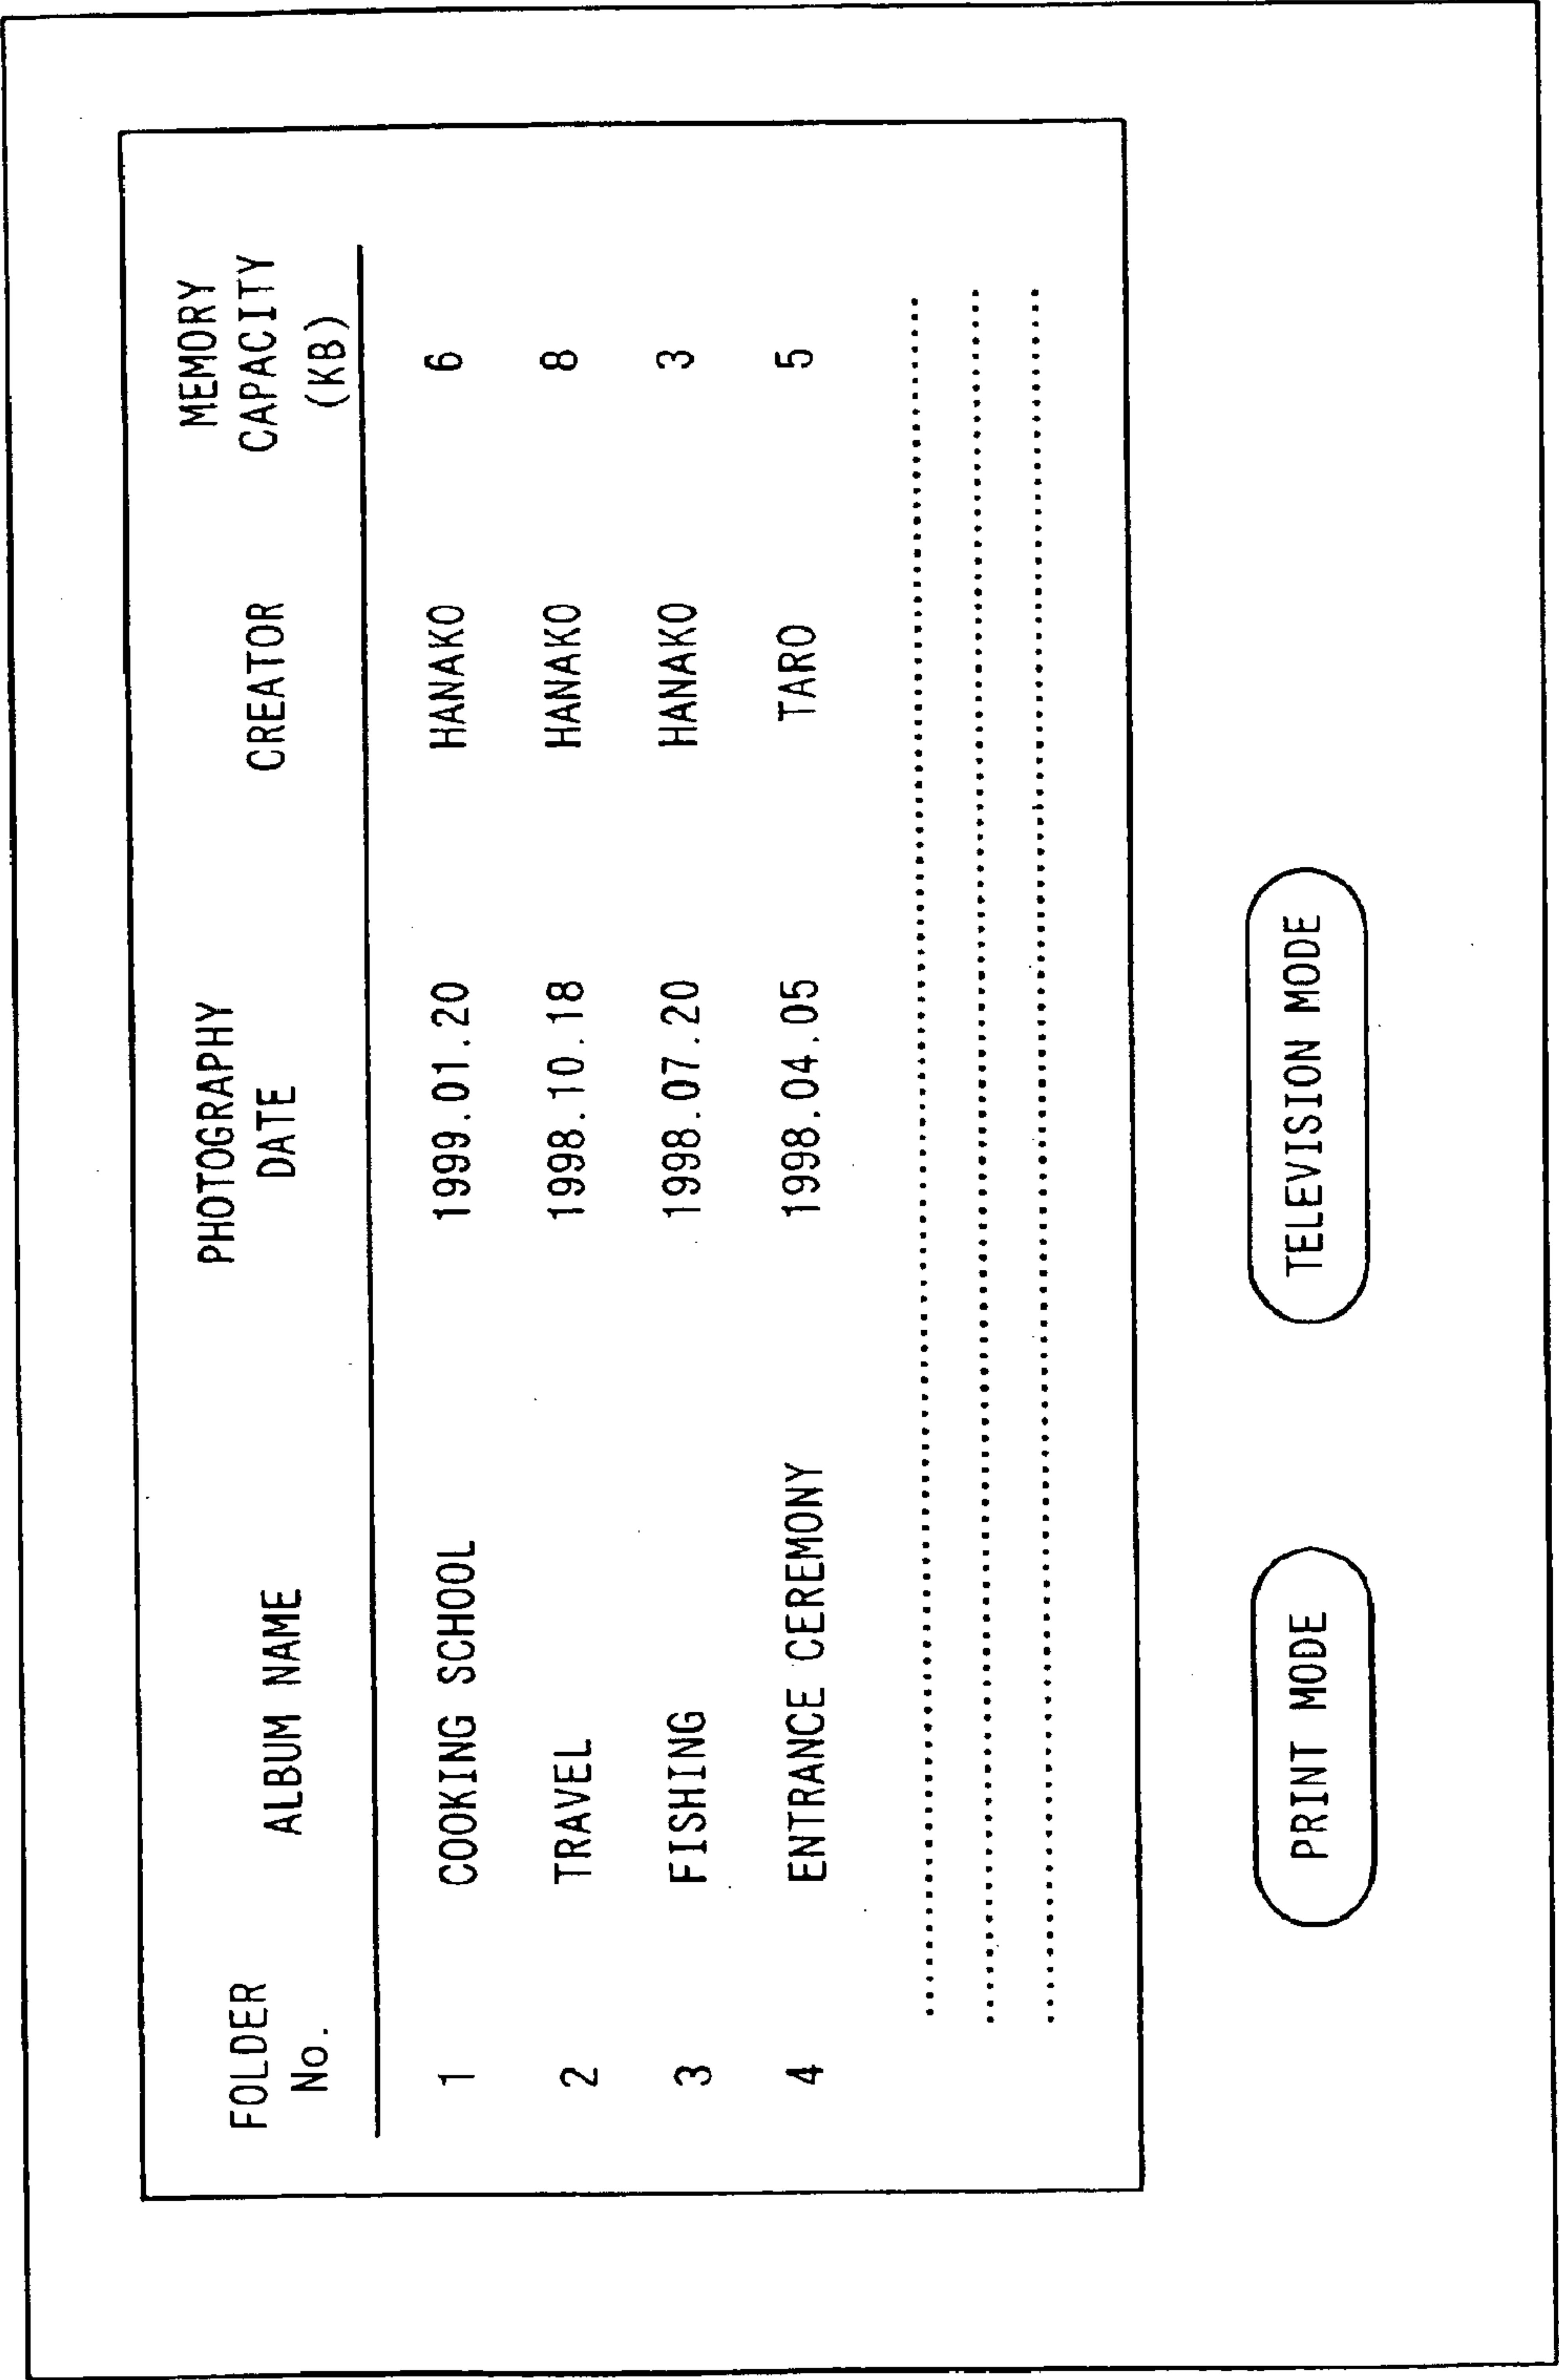 FOLDER No. ALBUM NAME PHOTOGRAPHY DATE CREATOR MEMORY CAPACITY (KB)
1 COOKING SCHOOL 1999.01.20 HANAKO 6
2 TRAVEL 1998.10.18 HANAKO 8
3 FISHING 1998.07.20 HANAKO 3
4 ENTRANCE CEREMONY 1998.04.05 TARO 5
PRINT MODE TELEVISION MODE